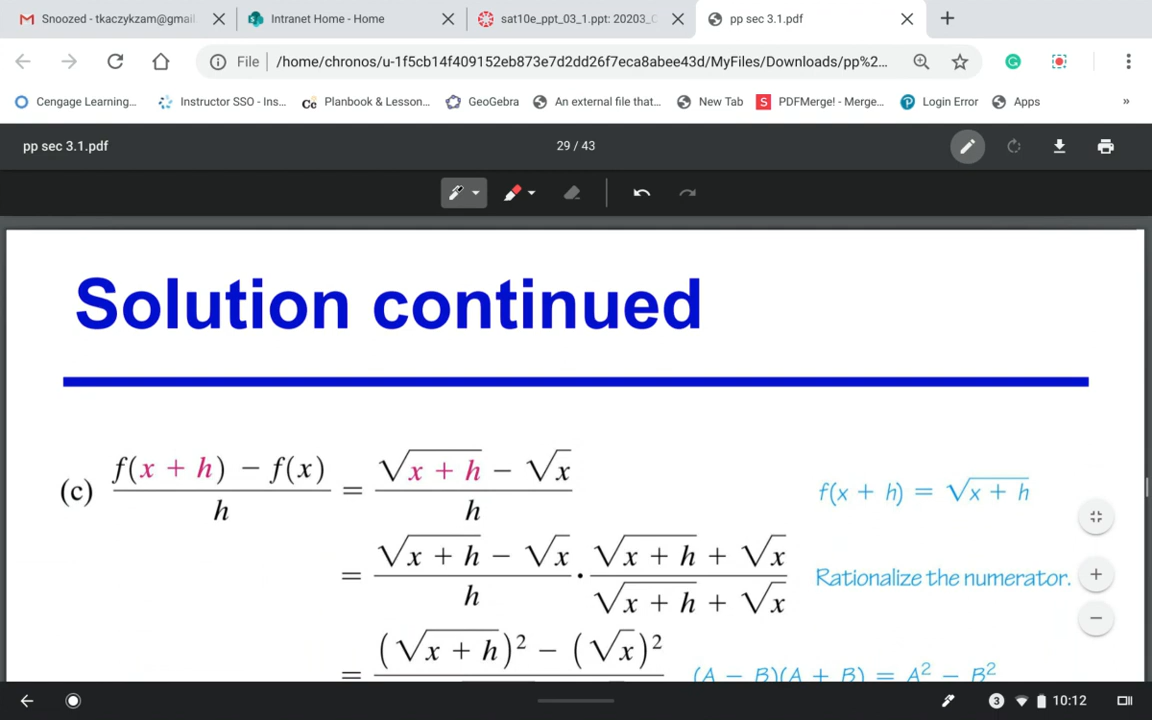 Snoozed - tkaczykzam@gmail
Intranet Home - Home
sat10e_ppt_03_1.ppt: 20203_C
pp sec 3.1.pdf
File | /home/chronos/u-1f5cb14f409152eb873e7d2dd26f7eca8abee43d/MyFiles/Downloads/pp%2...
Cengage Learning...
Instructor SSO - Ins...
Cc Planbook & Lesson...
GeoGebra
An external file that...
New Tab
S PDFMerge! - Merge...
Login Error
Apps
»
pp sec 3.1.pdf
29 / 43
Solution continued
(c) f(x + h) − f(x) / h = √(x + h) − √x / h
f(x + h) = √(x + h)
= √(x + h) − √x / h · √(x + h) + √x / √(x + h) + √x
Rationalize the numerator.
= (√(x + h))² − (√x)²
(A − B)(A + B) = A² − B²
3
10:12